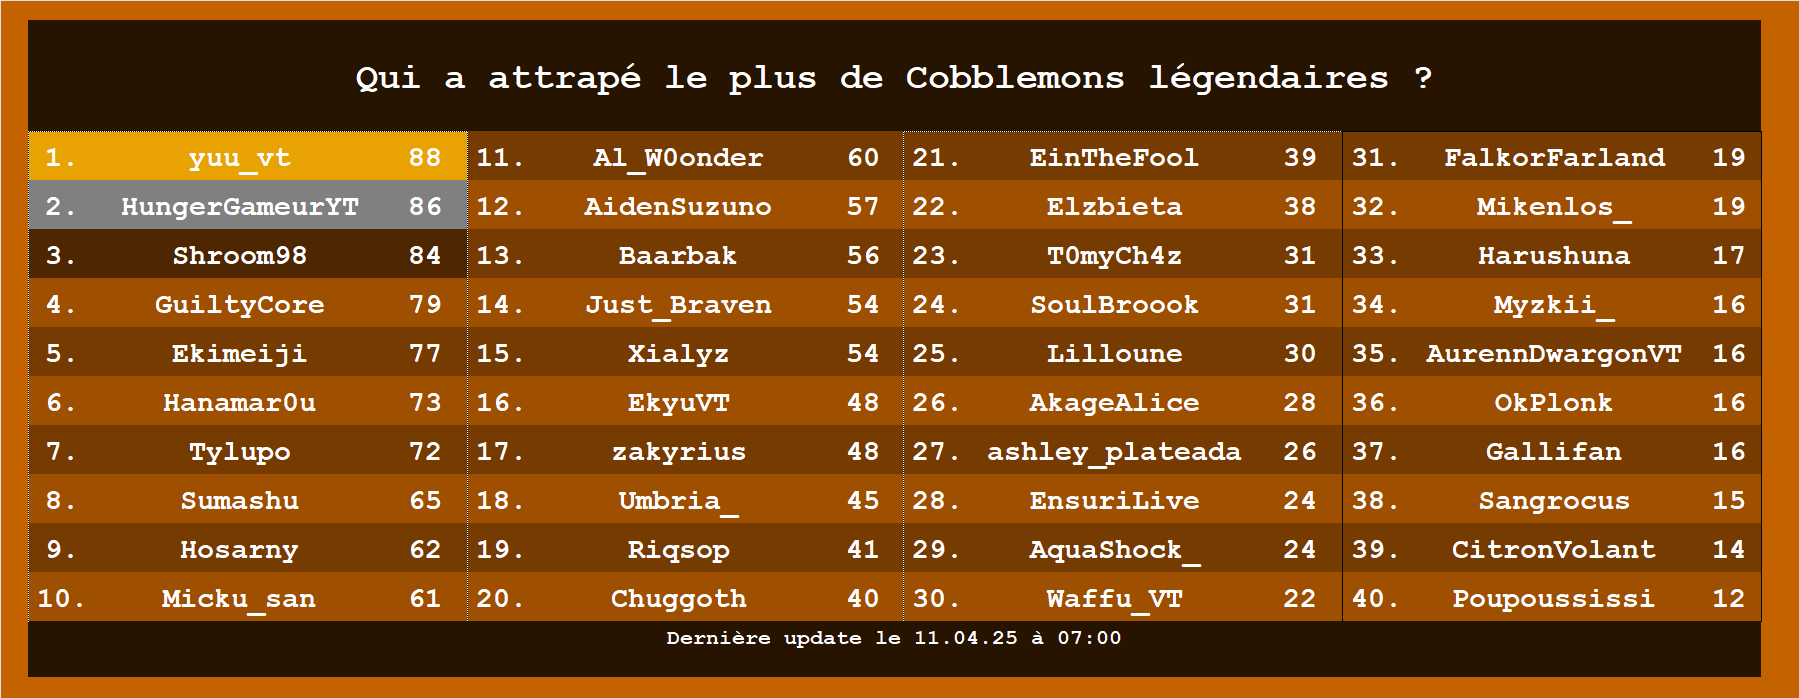 Qui a attrapé le plus de Cobblemons légendaires ?
1. yuu_vt 88
2. HungerGameurYT 86
3. Shroom98 84
4. GuiltyCore 79
5. Ekimeiji 77
6. Hanamar0u 73
7. Tylupo 72
8. Sumashu 65
9. Hosarny 62
10. Micku_san 61
11. Al_W0onder 60
12. AidenSuzuno 57
13. Baarbak 56
14. Just_Braven 54
15. Xialyz 54
16. EkyuVT 48
17. zakyrius 48
18. Umbria_ 45
19. Riqsop 41
20. Chuggoth 40
21. EinTheFool 39
22. Elzbieta 38
23. T0myCh4z 31
24. SoulBroook 31
25. Lilloune 30
26. AkageAlice 28
27. ashley_plateada 26
28. EnsuriLive 24
29. AquaShock_ 24
30. Waffu_VT 22
31. FalkorFarland 19
32. Mikenlos_ 19
33. Harushuna 17
34. Myzkii_ 16
35. AurennDwargonVT 16
36. OkPlonk 16
37. Gallifan 16
38. Sangrocus 15
39. CitronVolant 14
40. Poupoussissi 12
Dernière update le 11.04.25 à 07:00